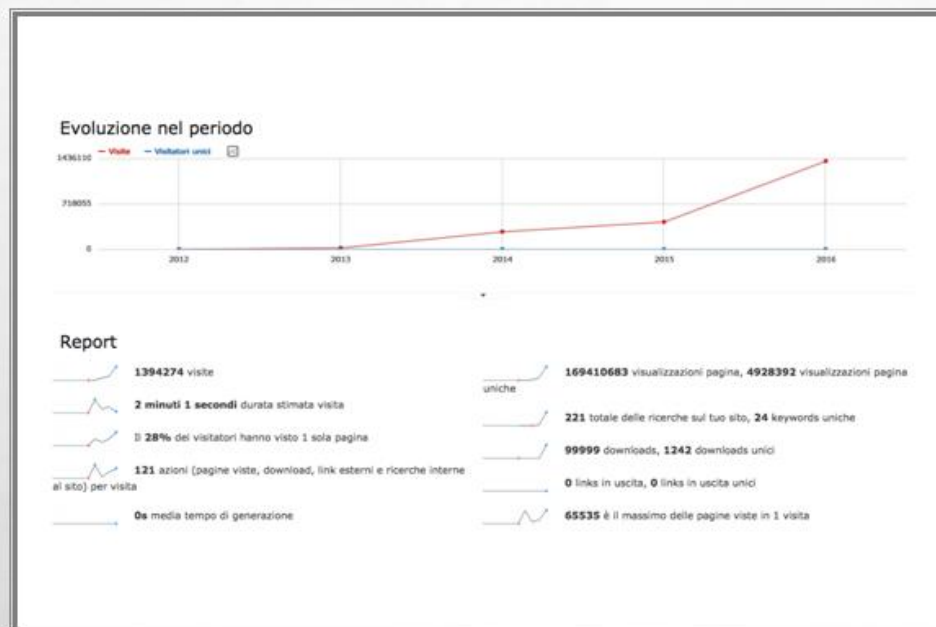 Evoluzione nel periodo
Visite Visitatori unici
1436110
718055
0
2012 2013 2014 2015 2016
Report
1394274 visite
2 minuti 1 secondi durata stimata visita
Il 28% dei visitatori hanno visto 1 sola pagina
121 azioni (pagine viste, download, link esterni e ricerche interne
al sito) per visita
0s media tempo di generazione
169410683 visualizzazioni pagina, 4928392 visualizzazioni pagina
uniche
221 totale delle ricerche sul tuo sito, 24 keywords uniche
99999 downloads, 1242 downloads unici
0 links in uscita, 0 links in uscita unici
65535 è il massimo delle pagine viste in 1 visita